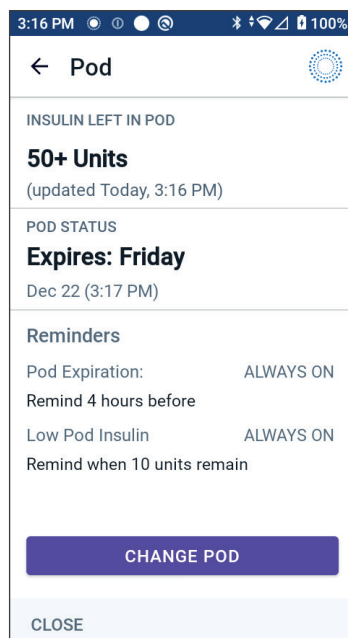 3:16 PM 100%
Pod
INSULIN LEFT IN POD
50+ Units
(updated Today, 3:16 PM)
POD STATUS
Expires: Friday
Dec 22 (3:17 PM)
Reminders
Pod Expiration: ALWAYS ON
Remind 4 hours before
Low Pod Insulin ALWAYS ON
Remind when 10 units remain
CHANGE POD
CLOSE